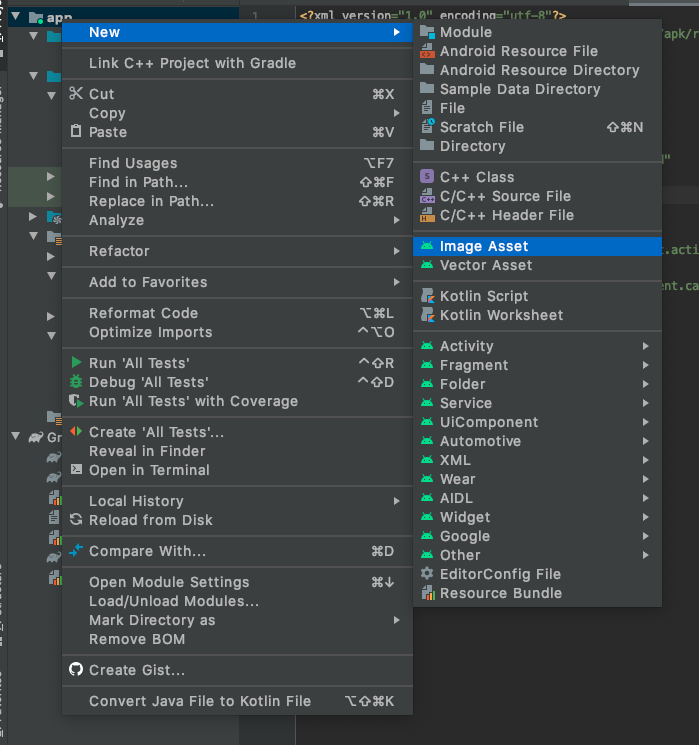 app
1
<?xml version="1.0" encoding="utf-8"?>
/apk/r
New
Link C++ Project with Gradle
Cut ⌘X
Copy
Paste ⌘V
Find Usages ⌥F7
Find in Path... ⇧⌘F
Replace in Path... ⇧⌘R
Analyze
Refactor
Add to Favorites
Reformat Code ⌥⌘L
Optimize Imports ^⌥O
Run 'All Tests' ^⇧R
Debug 'All Tests' ^⇧D
Run 'All Tests' with Coverage
Create 'All Tests'...
Reveal in Finder
Open in Terminal
Local History
Reload from Disk
Compare With... ⌘D
Open Module Settings ⌘↓
Load/Unload Modules...
Mark Directory as
Remove BOM
Create Gist...
Convert Java File to Kotlin File ⌥⇧⌘K
Module
Android Resource File
Android Resource Directory
Sample Data Directory
File
Scratch File ⇧⌘N
Directory
C++ Class
C/C++ Source File
C/C++ Header File
Image Asset
Vector Asset
Kotlin Script
Kotlin Worksheet
Activity
Fragment
Folder
Service
UiComponent
Automotive
XML
Wear
AIDL
Widget
Google
Other
EditorConfig File
Resource Bundle
t.acti
ent.ca
Gr